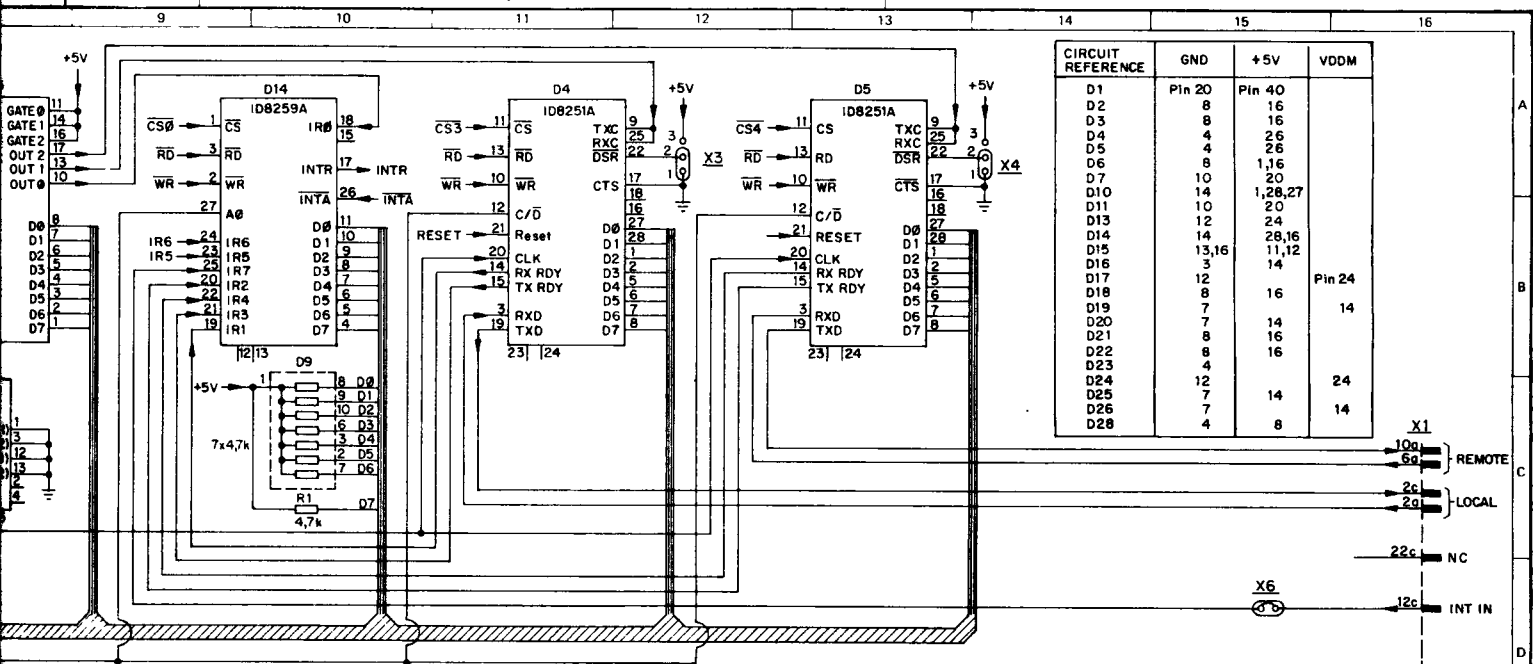 9 10 11 12 13 14 15 16
A
B
C
D
+5V
GATE0 11
GATE1 14
GATE2 16
OUT 2 17
OUT 1 13
OUT 0 10
D0 8
D1 7
D2 6
D3 5
D4 4
D5 3
D6 2
D7 1
1
3
12
13
2
4
D14
ID8259A
CS0 1 CS
RD 3 RD
WR 2 WR
27 A0
IR6 24 IR6
IR5 23 IR5
25 IR7
20 IR2
22 IR4
21 IR3
19 IR1
12 13
IR0 18
15
INTR 17 INTR
INTA 26 INTA
D0 11
D1 10
D2 9
D3 8
D4 7
D5 6
D6 5
D7 4
D9
+5V 1
7x4,7k
8 D0
9 D1
10 D2
6 D3
3 D4
2 D5
7 D6
R1 D7
4,7k
D4
ID8251A
CS3 11 CS
RD 13 RD
WR 10 WR
12 C/D
RESET 21 Reset
20 CLK
14 RX RDY
15 TX RDY
3 RXD
19 TXD
23 24
TXC 9
RXC 25
DSR 22
CTS 17
18
16
D0 27
D1 28
D2 1
D3 2
D4 5
D5 6
D6 7
D7 8
+5V
3
2
1
X3
D5
ID8251A
CS4 11 CS
RD 13 RD
WR 10 WR
12 C/D
21 RESET
20 CLK
14 RX RDY
15 TX RDY
3 RXD
19 TXD
23 24
TXC 9
RXC 25
DSR 22
CTS 17
16
18
D0 27
D1 28
D2 1
D3 2
D4 5
D5 6
D6 7
D7 8
+5V
3
2
1
X4
CIRCUIT REFERENCE GND +5V VDDM
D1 Pin 20 Pin 40
D2 8 16
D3 8 16
D4 4 26
D5 4 26
D6 8 1,16
D7 10 20
D10 14 1,28,27
D11 10 20
D13 12 24
D14 14 28,16
D15 13,16 11,12
D16 3 14
D17 12 Pin 24
D18 8 16
D19 7 14
D20 7 14
D21 8 16
D22 8 16
D23 4
D24 12 24
D25 7 14
D26 7 14
D28 4 8
X1
10a
6a
REMOTE
2c
2a
LOCAL
22c NC
X6
12c INT IN